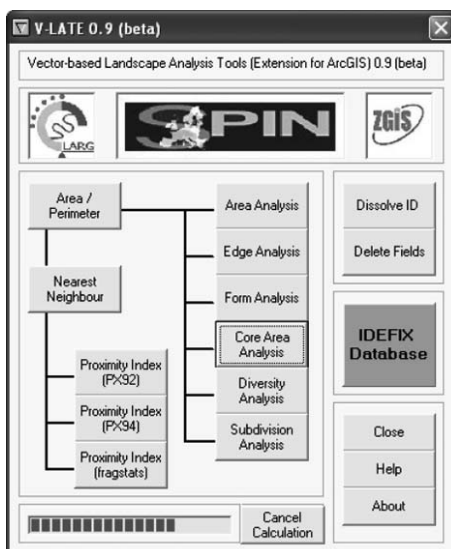 V-LATE 0.9 (beta)
Vector-based Landscape Analysis Tools (Extension for ArcGIS) 0.9 (beta)
LARG
SPIN
ZGIS
Area /
Perimeter
Nearest
Neighbour
Proximity Index
(PX92)
Proximity Index
(PX94)
Proximity Index
(fragstats)
Area Analysis
Edge Analysis
Form Analysis
Core Area
Analysis
Diversity
Analysis
Subdivision
Analysis
Dissolve ID
Delete Fields
IDEFIX
Database
Close
Help
About
Cancel
Calculation